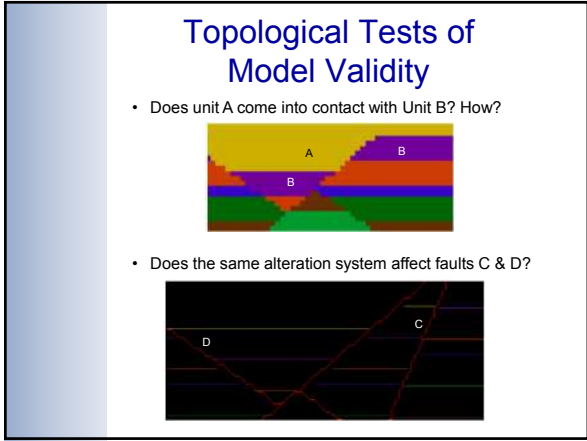 Topological Tests of
Model Validity
• Does unit A come into contact with Unit B? How?
A
B
B
• Does the same alteration system affect faults C & D?
C
D